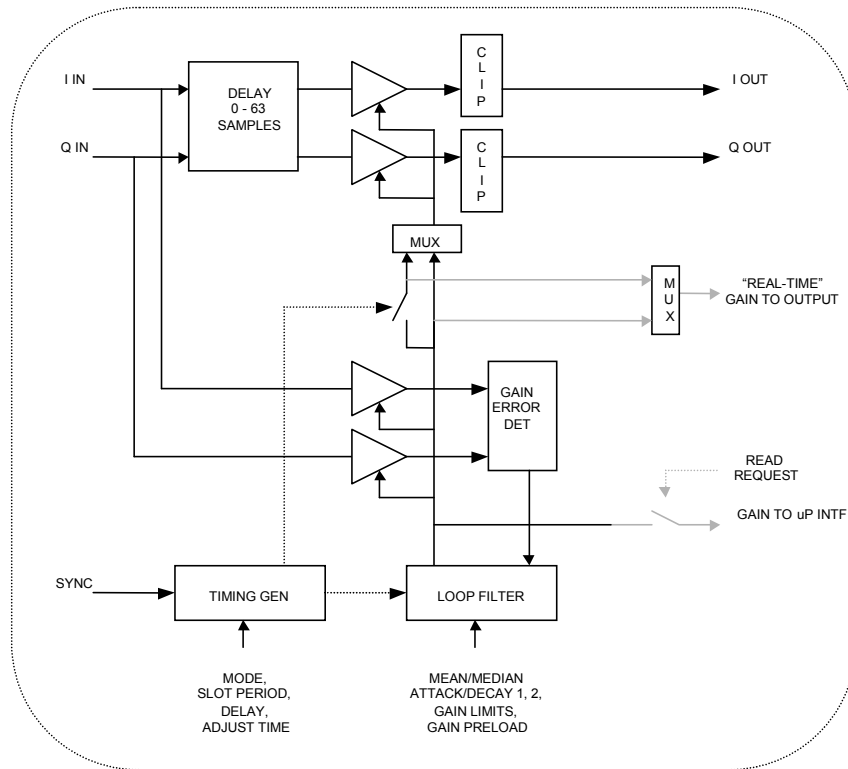 I IN
DELAY
0 - 63
SAMPLES
C
L
I
P
I OUT
Q IN
C
L
I
P
Q OUT
MUX
M
U
X
“REAL-TIME”
GAIN TO OUTPUT
GAIN
ERROR
DET
READ
REQUEST
GAIN TO uP INTF
SYNC
TIMING GEN
LOOP FILTER
MODE,
SLOT PERIOD,
DELAY,
ADJUST TIME
MEAN/MEDIAN
ATTACK/DECAY 1, 2,
GAIN LIMITS,
GAIN PRELOAD